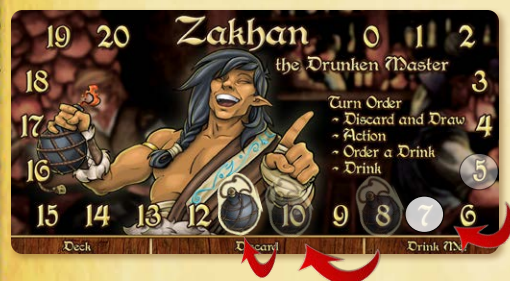 19 20 Zakhan 0 1 2
the Drunken Master
18 3
Turn Order
~ Discard and Draw
17 4
~ Action
~ Order a Drink
16 5
~ Drink
15 14 13 12 10 9 8 7 6
Deck Discard Drink Me!